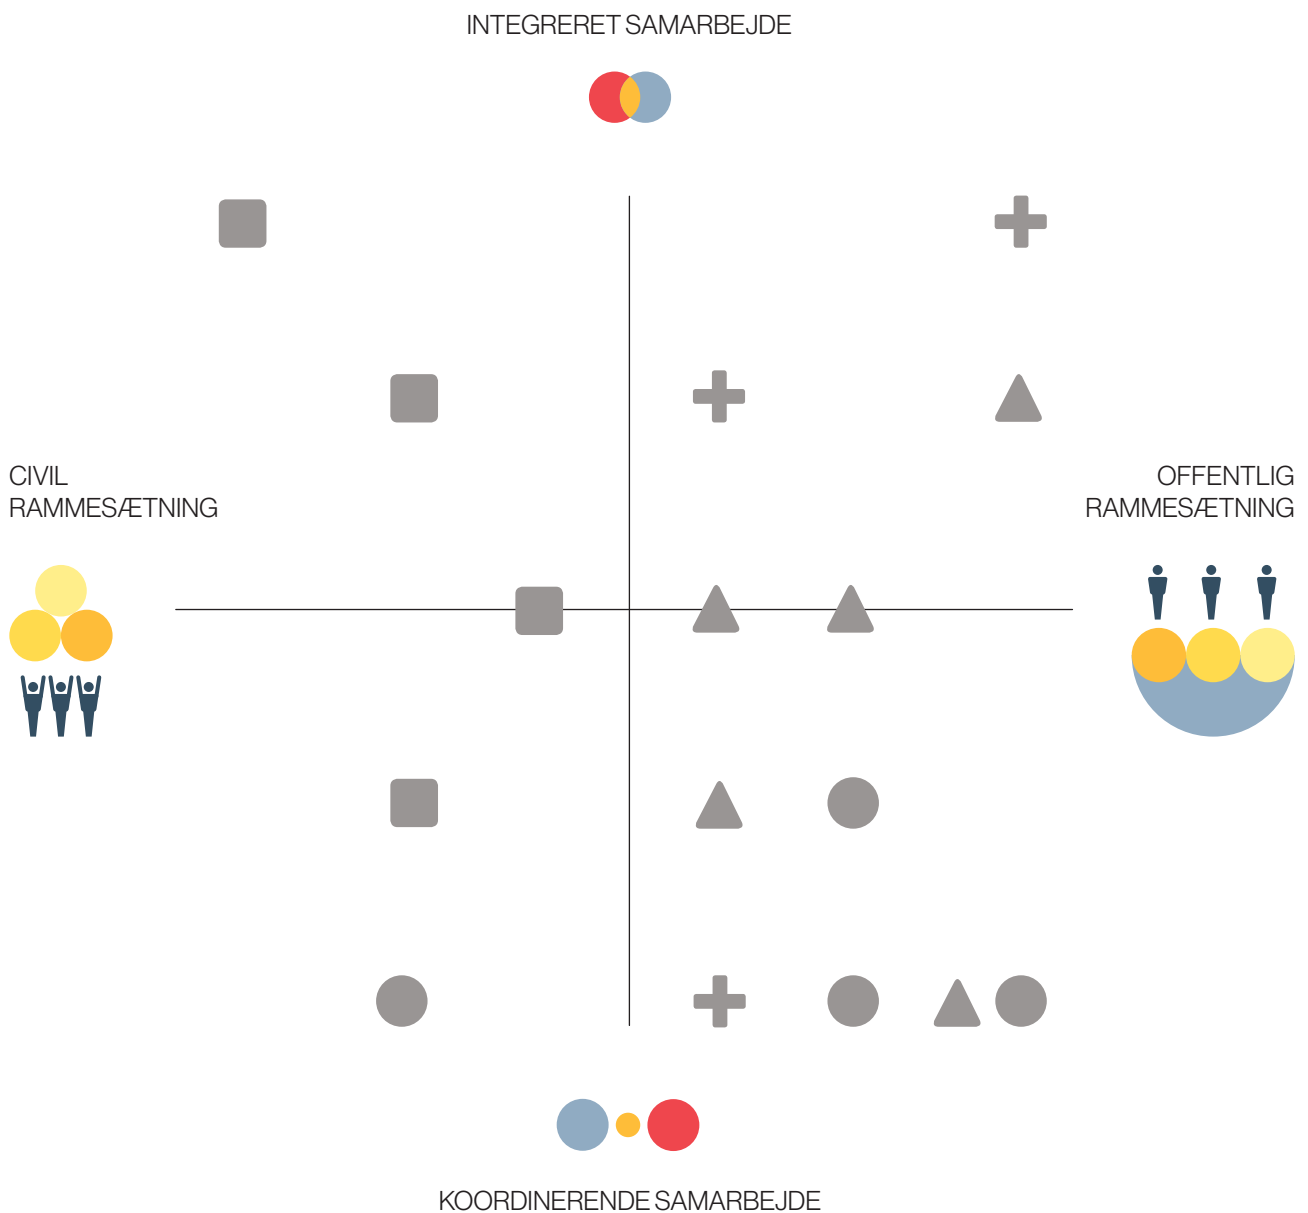 INTEGRERET SAMARBEJDE
CIVIL
RAMMESÆTNING
OFFENTLIG
RAMMESÆTNING
KOORDINERENDE SAMARBEJDE